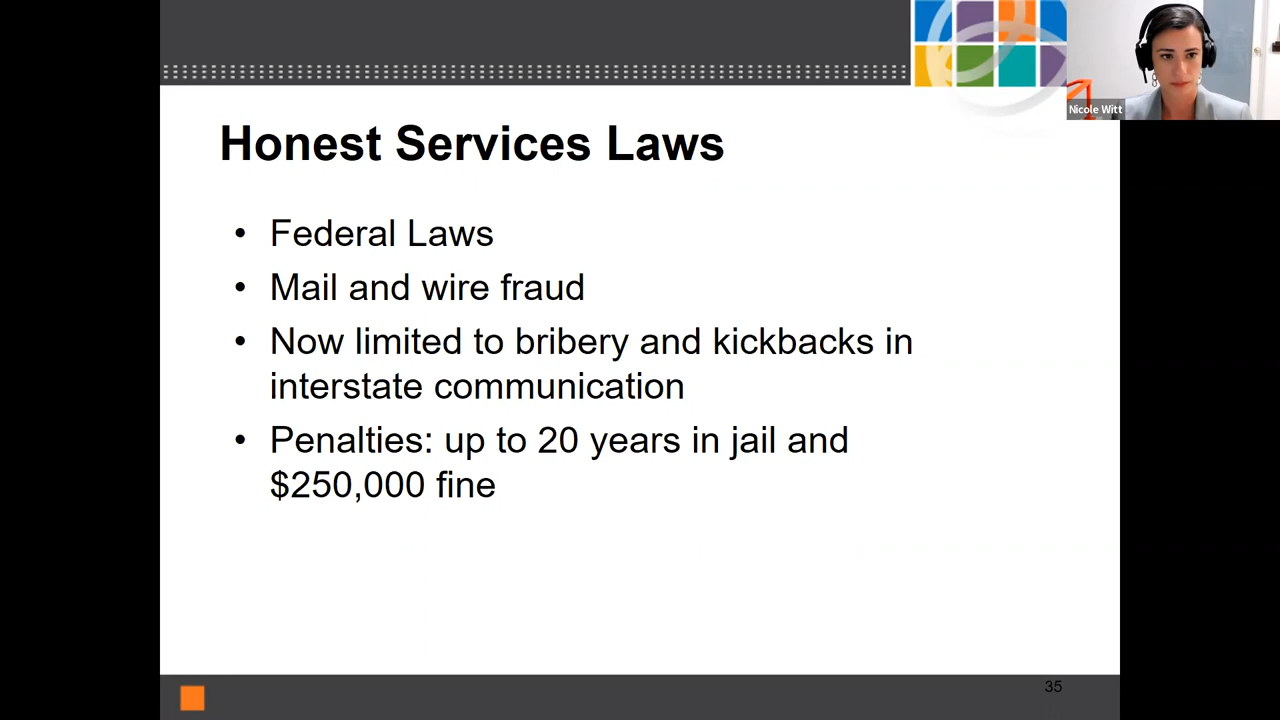 Nicole Witt
Honest Services Laws
• Federal Laws
• Mail and wire fraud
• Now limited to bribery and kickbacks in
interstate communication
• Penalties: up to 20 years in jail and
$250,000 fine
35